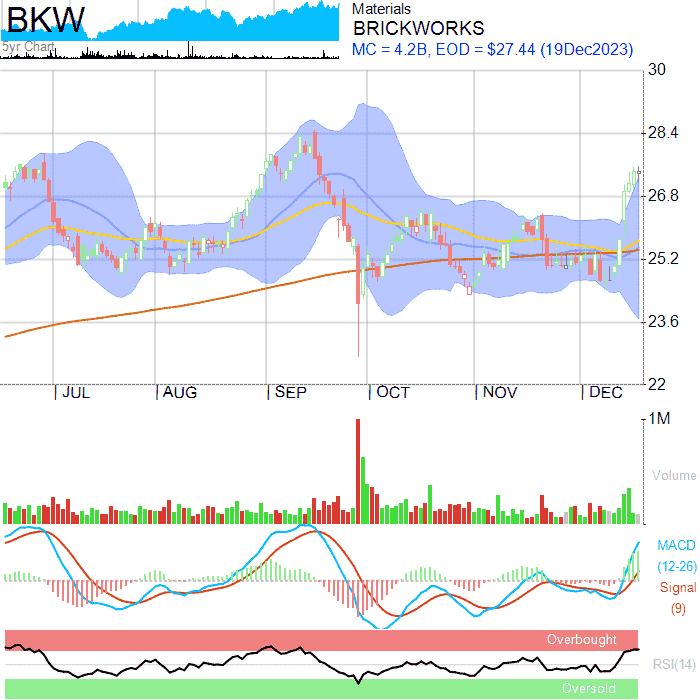 BKW
5yr Chart
Materials
BRICKWORKS
MC = 4.2B, EOD = $27.44 (19Dec2023)
30
28.4
26.8
25.2
23.6
22
JUL
AUG
SEP
OCT
NOV
DEC
1M
Volume
MACD
(12-26)
Signal
(9)
Overbought
RSI(14)
Oversold